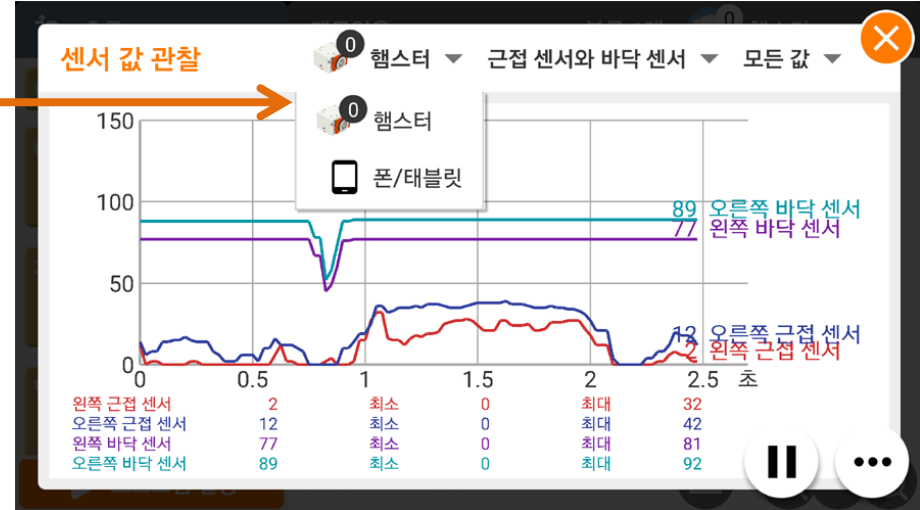 센서 값 관찰 0 햄스터 근접 센서와 바닥 센서 모든 값
0 햄스터
폰/태블릿
150
100
50
0
89 오른쪽 바닥 센서
77 왼쪽 바닥 센서
12 오른쪽 근접 센서
2 왼쪽 근접 센서
0 0.5 1 1.5 2 2.5 초
왼쪽 근접 센서 2 최소 0 최대 32
오른쪽 근접 센서 12 최소 0 최대 42
왼쪽 바닥 센서 77 최소 0 최대 81
오른쪽 바닥 센서 89 최소 0 최대 92